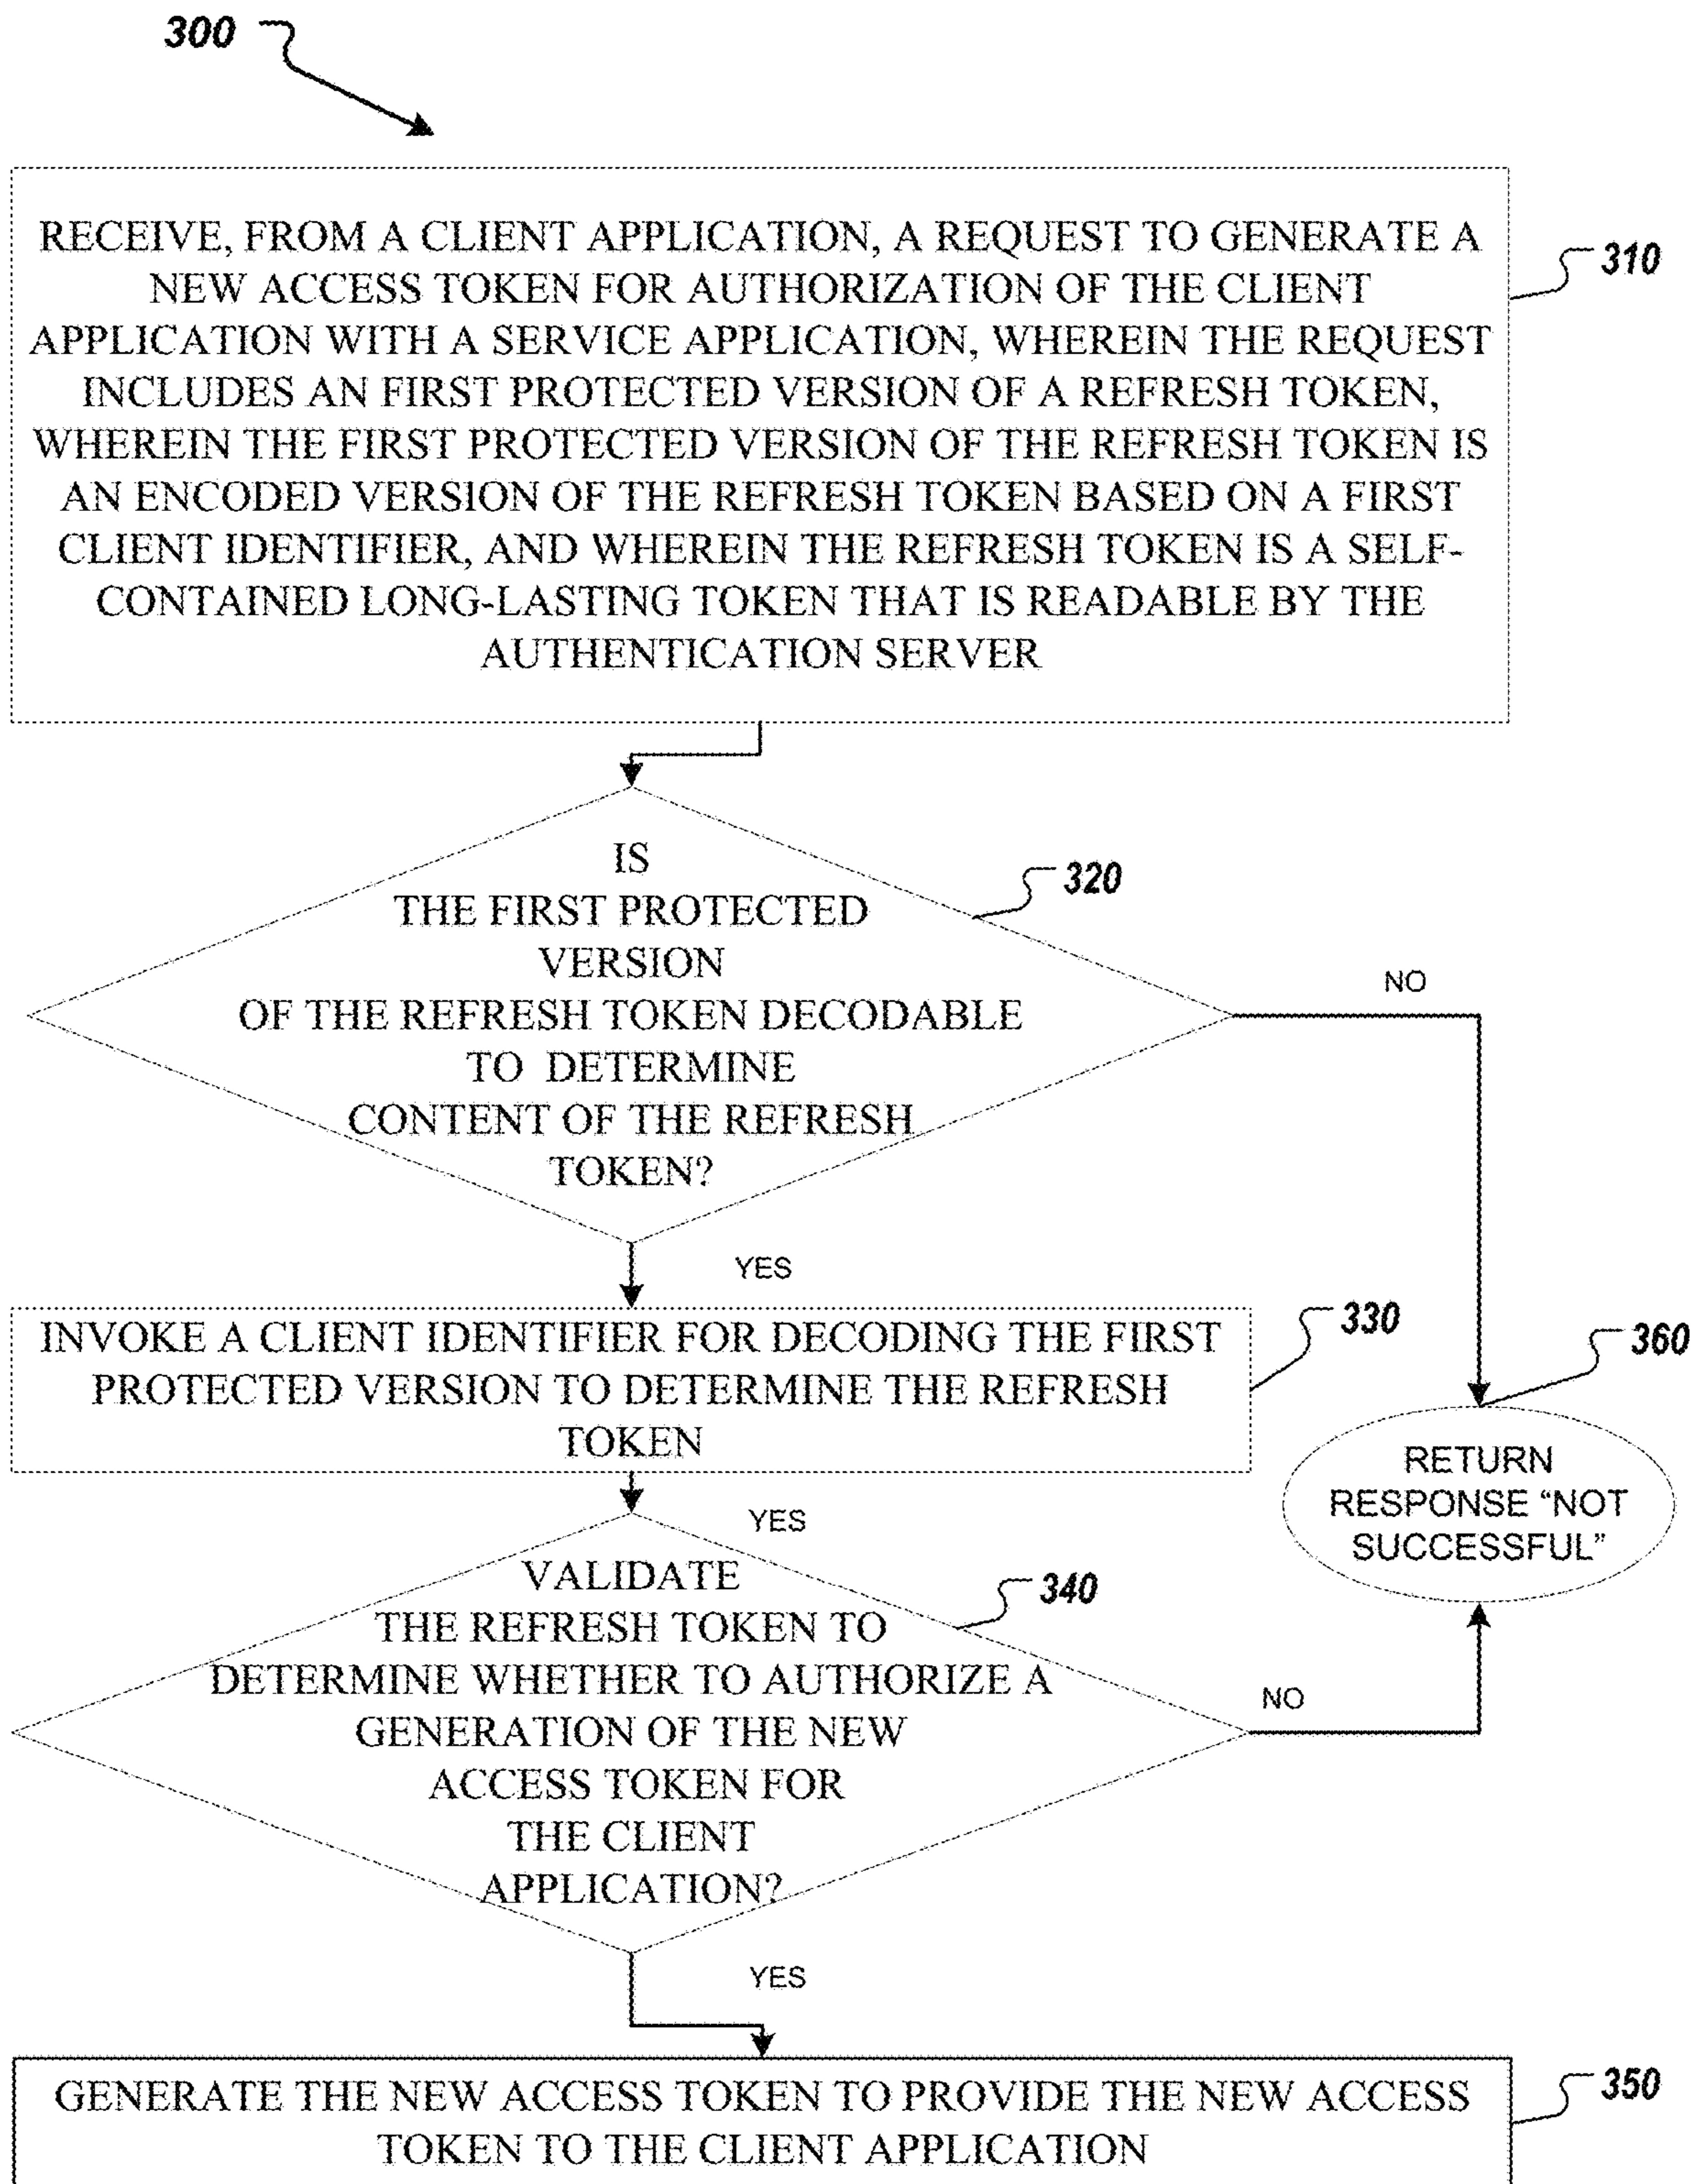 300
RECEIVE, FROM A CLIENT APPLICATION, A REQUEST TO GENERATE A
NEW ACCESS TOKEN FOR AUTHORIZATION OF THE CLIENT
APPLICATION WITH A SERVICE APPLICATION, WHEREIN THE REQUEST
INCLUDES AN FIRST PROTECTED VERSION OF A REFRESH TOKEN,
WHEREIN THE FIRST PROTECTED VERSION OF THE REFRESH TOKEN IS
AN ENCODED VERSION OF THE REFRESH TOKEN BASED ON A FIRST
CLIENT IDENTIFIER, AND WHEREIN THE REFRESH TOKEN IS A SELF-
CONTAINED LONG-LASTING TOKEN THAT IS READABLE BY THE
AUTHENTICATION SERVER
310
IS
THE FIRST PROTECTED
VERSION
OF THE REFRESH TOKEN DECODABLE
TO DETERMINE
CONTENT OF THE REFRESH
TOKEN?
320
NO
YES
INVOKE A CLIENT IDENTIFIER FOR DECODING THE FIRST
PROTECTED VERSION TO DETERMINE THE REFRESH
TOKEN
330
360
RETURN
RESPONSE “NOT
SUCCESSFUL”
YES
VALIDATE
THE REFRESH TOKEN TO
DETERMINE WHETHER TO AUTHORIZE A
GENERATION OF THE NEW
ACCESS TOKEN FOR
THE CLIENT
APPLICATION?
340
NO
YES
GENERATE THE NEW ACCESS TOKEN TO PROVIDE THE NEW ACCESS
TOKEN TO THE CLIENT APPLICATION
350